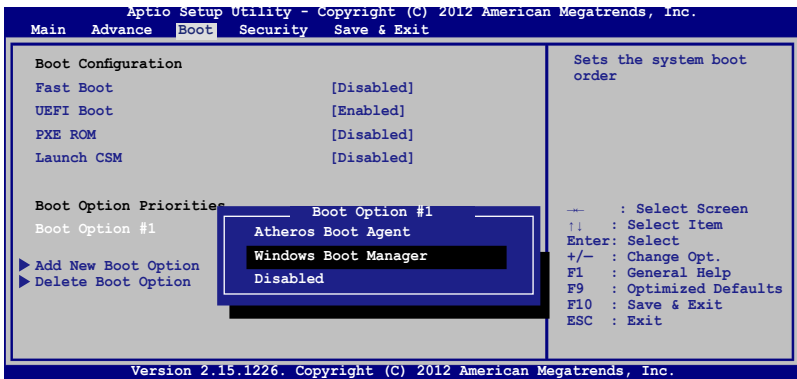 Aptio Setup Utility - Copyright (C) 2012 American Megatrends, Inc.
Main Advance Boot Security Save & Exit
Boot Configuration
Fast Boot [Disabled]
UEFI Boot [Enabled]
PXE ROM [Disabled]
Launch CSM [Disabled]
Boot Option Priorities
Boot Option #1
Add New Boot Option
Delete Boot Option
Boot Option #1
Atheros Boot Agent
Windows Boot Manager
Disabled
Sets the system boot
order
→← : Select Screen
↑↓ : Select Item
Enter: Select
+/— : Change Opt.
F1 : General Help
F9 : Optimized Defaults
F10 : Save & Exit
ESC : Exit
Version 2.15.1226. Copyright (C) 2012 American Megatrends, Inc.